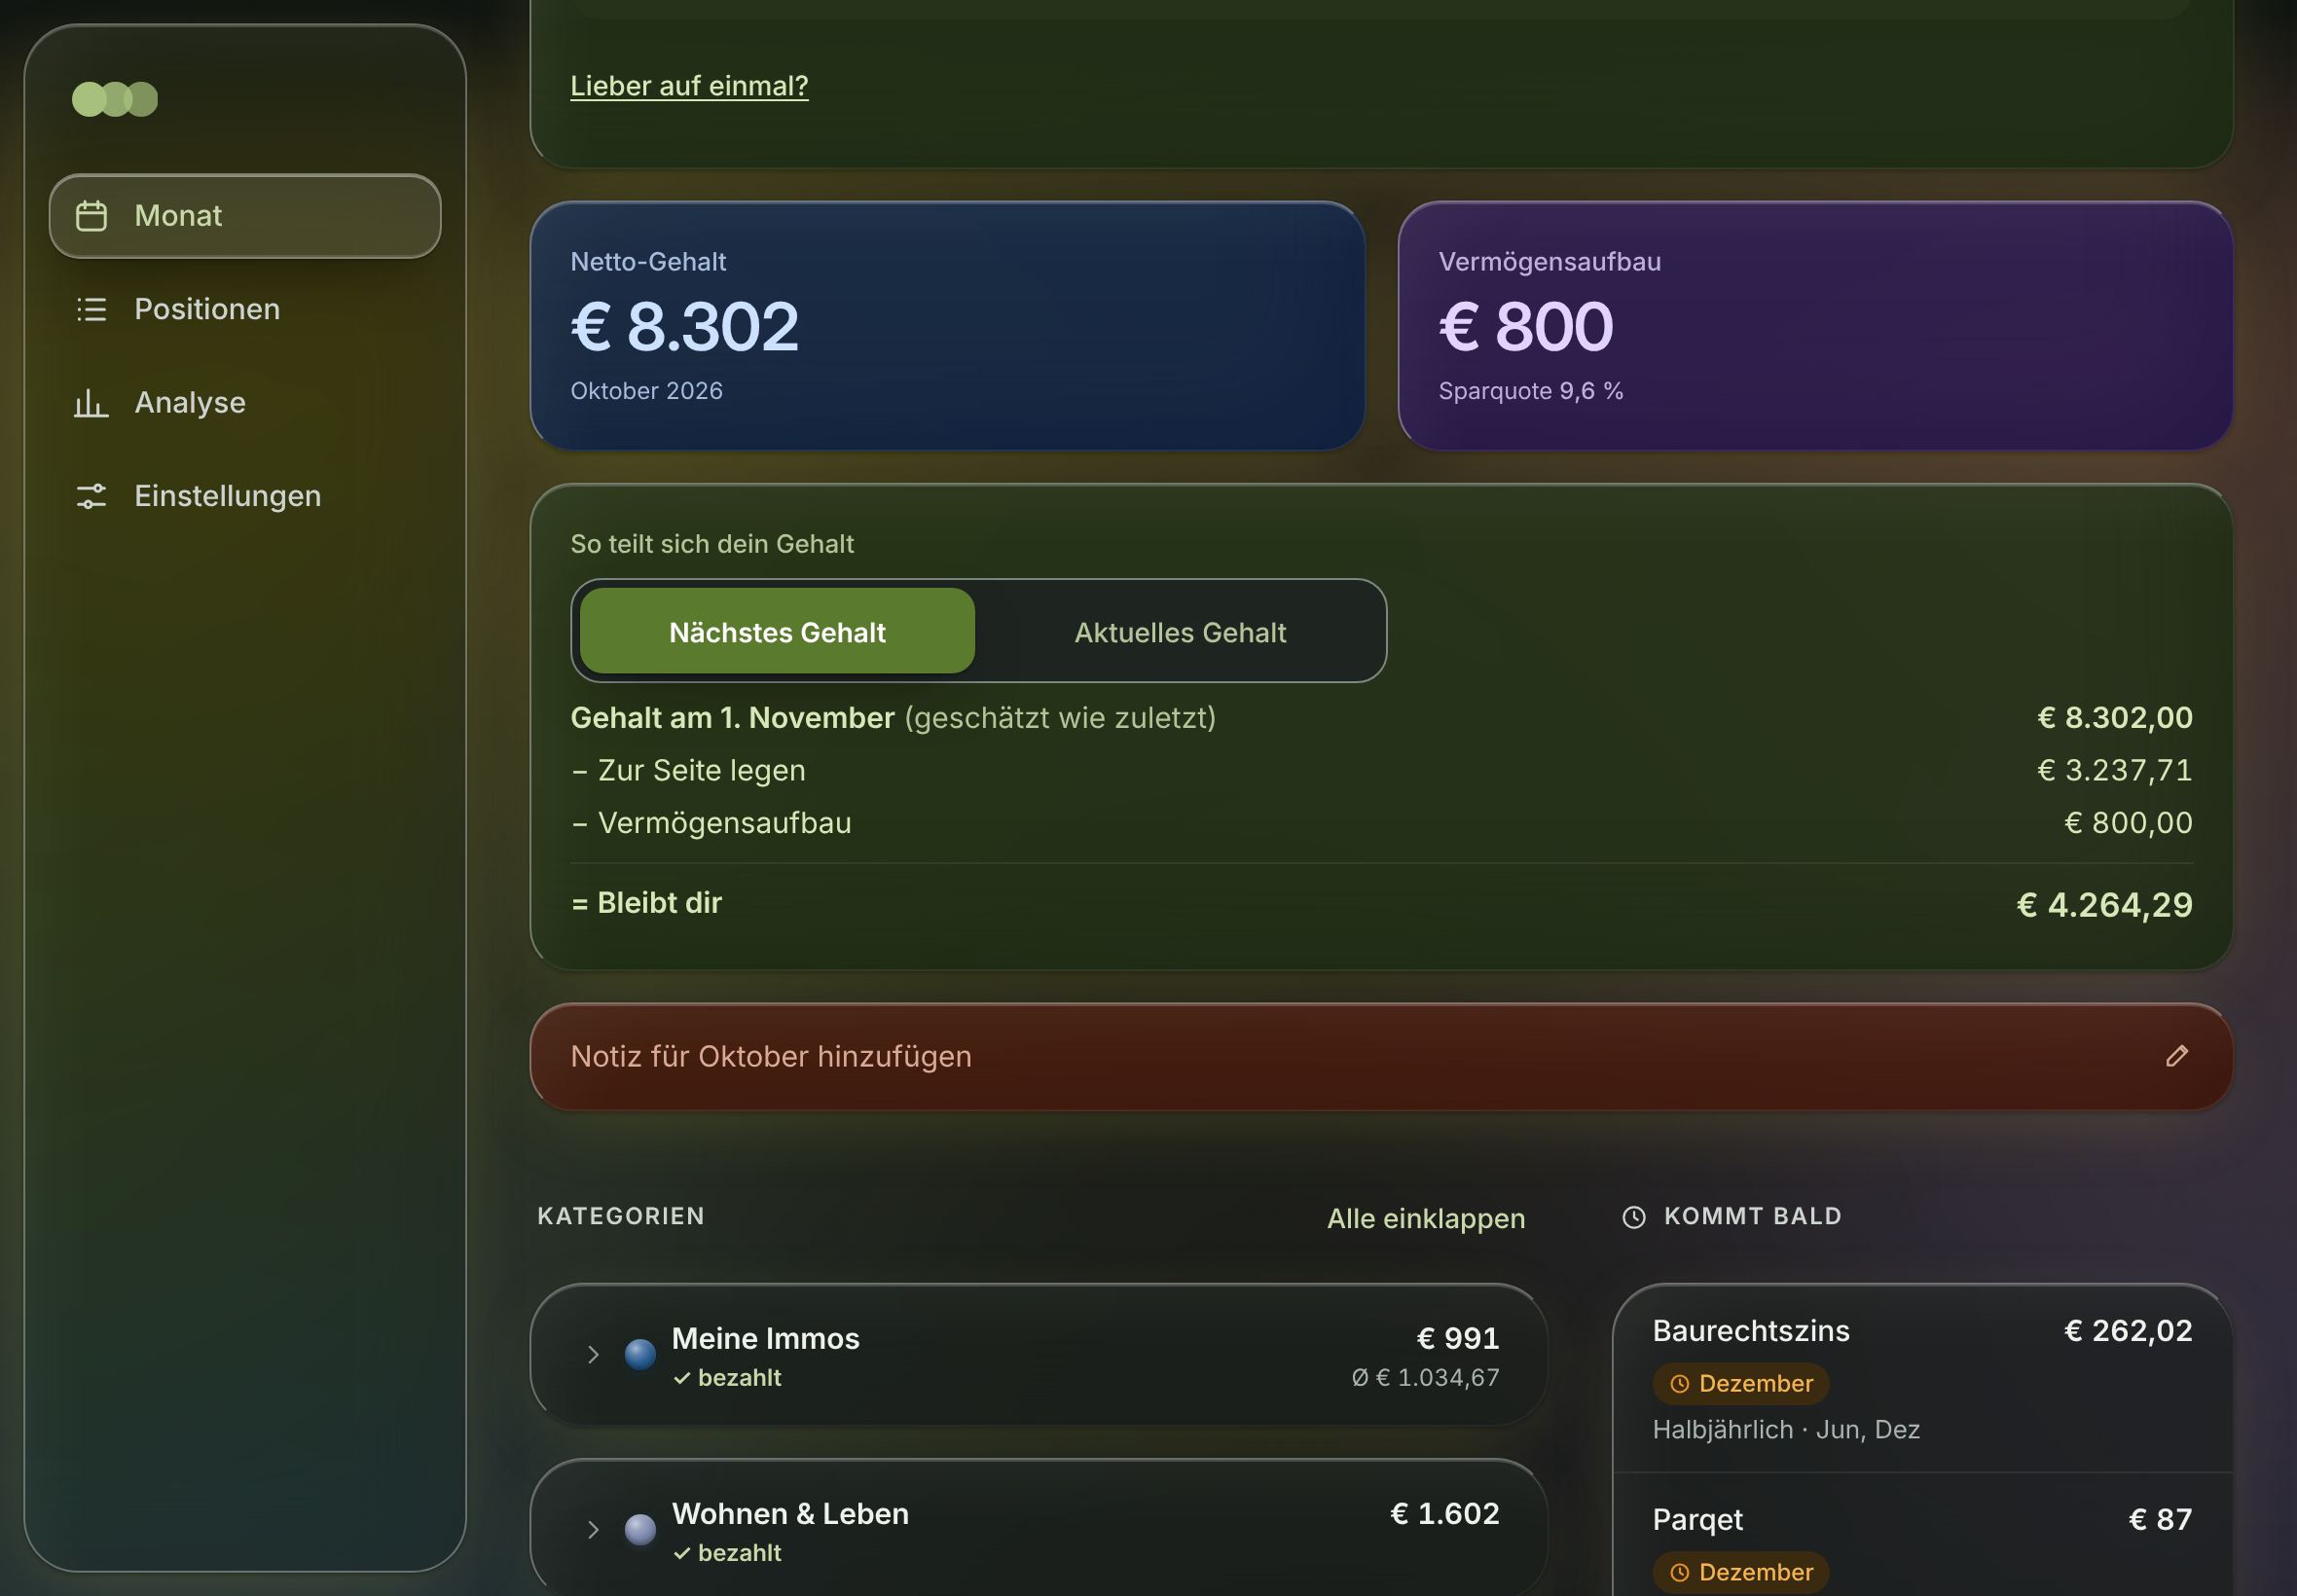 Lieber auf einmal?
Monat
Positionen
Analyse
Einstellungen
Netto-Gehalt
€ 8.302
Oktober 2026
Vermögensaufbau
€ 800
Sparquote 9,6 %
So teilt sich dein Gehalt
Nächstes Gehalt Aktuelles Gehalt
Gehalt am 1. November (geschätzt wie zuletzt) € 8.302,00
− Zur Seite legen € 3.237,71
− Vermögensaufbau € 800,00
= Bleibt dir € 4.264,29
Notiz für Oktober hinzufügen
KATEGORIEN Alle einklappen
Meine Immos € 991
✓ bezahlt Ø € 1.034,67
Wohnen & Leben € 1.602
✓ bezahlt
KOMMT BALD
Baurechtszins € 262,02
Dezember
Halbjährlich · Jun, Dez
Parqet € 87
Dezember